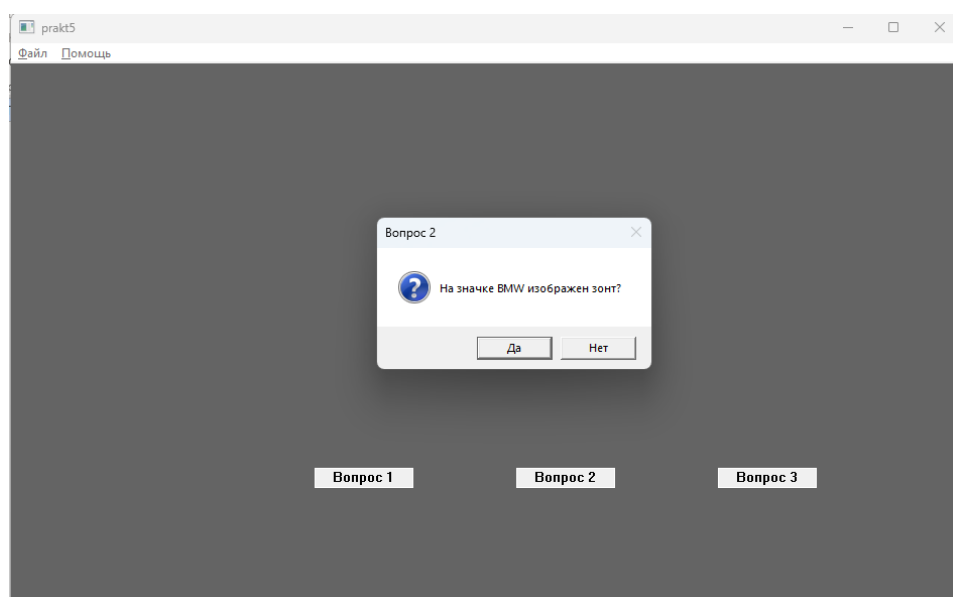 prakt5
Файл Помощь
Вопрос 2
На значке BMW изображен зонт?
Да Нет
Вопрос 1 Вопрос 2 Вопрос 3